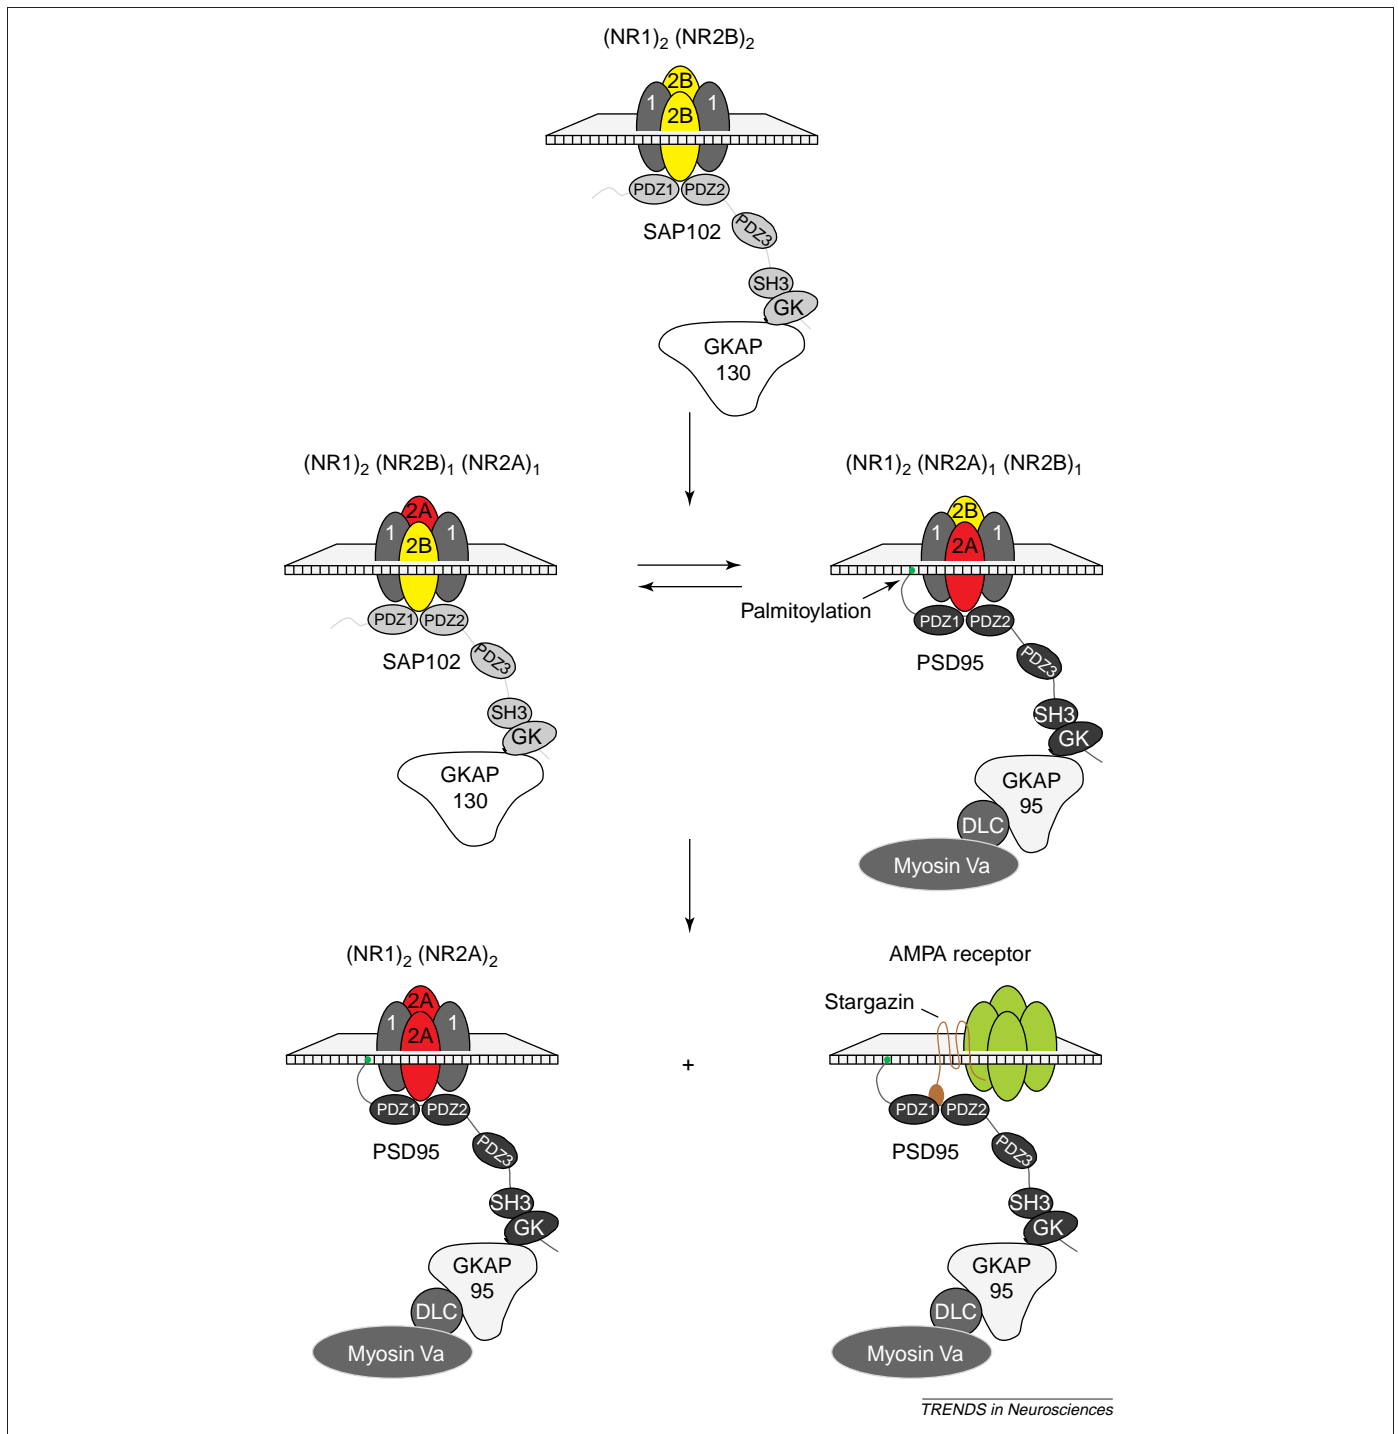 (NR1)2 (NR2B)2
2B
1
1
2B
PDZ1
PDZ2
SAP102
PDZ3
SH3
GK
GKAP
130
(NR1)2 (NR2B)1 (NR2A)1
2A
1
1
2B
PDZ1
PDZ2
SAP102
PDZ3
SH3
GK
GKAP
130
(NR1)2 (NR2A)1 (NR2B)1
2B
1
1
2A
Palmitoylation
PDZ1
PDZ2
PSD95
PDZ3
SH3
GK
GKAP
95
DLC
Myosin Va
(NR1)2 (NR2A)2
2A
1
1
2A
PDZ1
PDZ2
PSD95
PDZ3
SH3
GK
GKAP
95
DLC
Myosin Va
+
AMPA receptor
Stargazin
PDZ1
PDZ2
PSD95
PDZ3
SH3
GK
GKAP
95
DLC
Myosin Va
TRENDS in Neurosciences